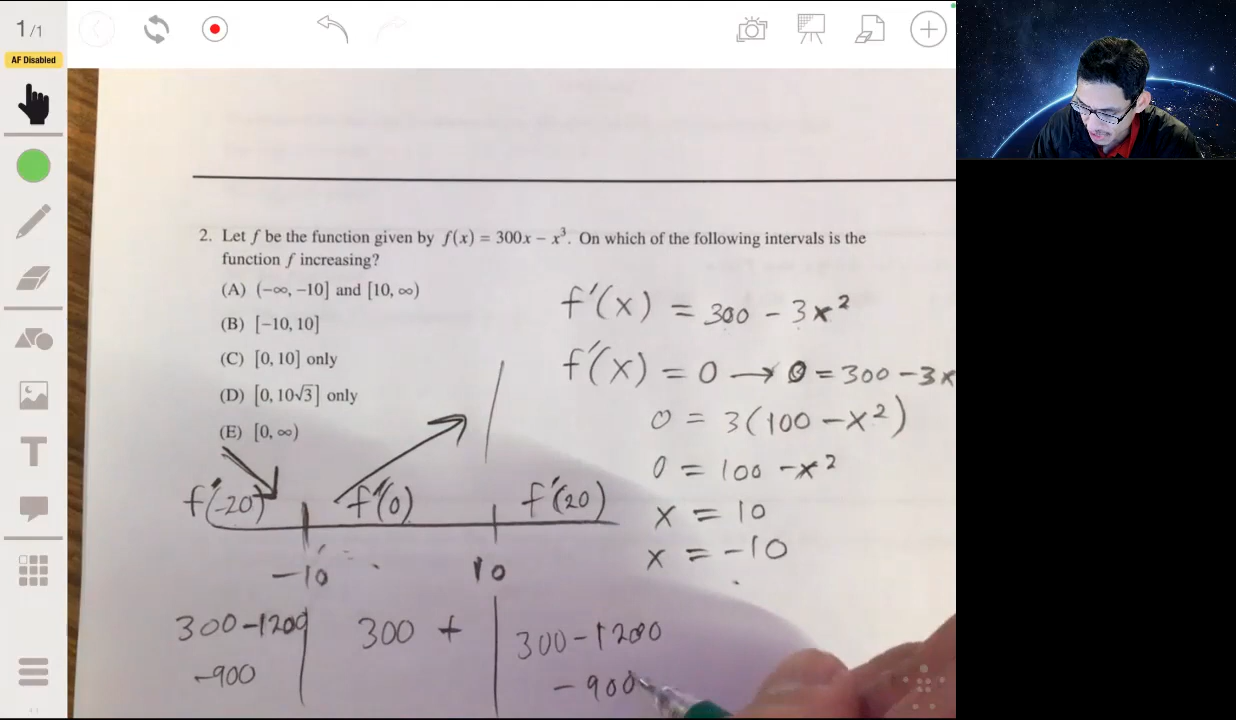 1/1
AF Disabled
2. Let f be the function given by f(x) = 300x − x³. On which of the following intervals is the
function f increasing?
(A) (−∞, −10] and [10, ∞)
(B) [−10, 10]
(C) [0, 10] only
(D) [0, 10√3] only
(E) [0, ∞)
f'(x) = 300 - 3x²
f'(x) = 0 → 0 = 300 - 3x
0 = 3(100 - x²)
0 = 100 - x²
x = 10
x = -10
f'(-20) f'(0) f'(20)
-10 10
300-1200 300 + 300-1200
-900 -900
T